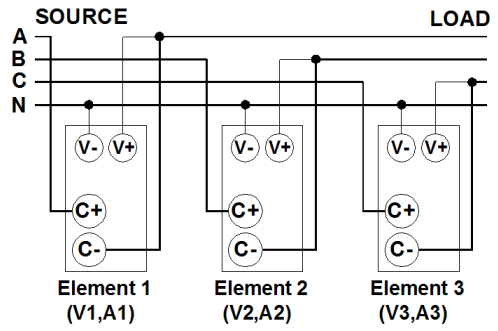 SOURCE LOAD
A
B
C
N
V- V+ V- V+ V- V+
C+ C+ C+
C- C- C-
Element 1 Element 2 Element 3
(V1,A1) (V2,A2) (V3,A3)